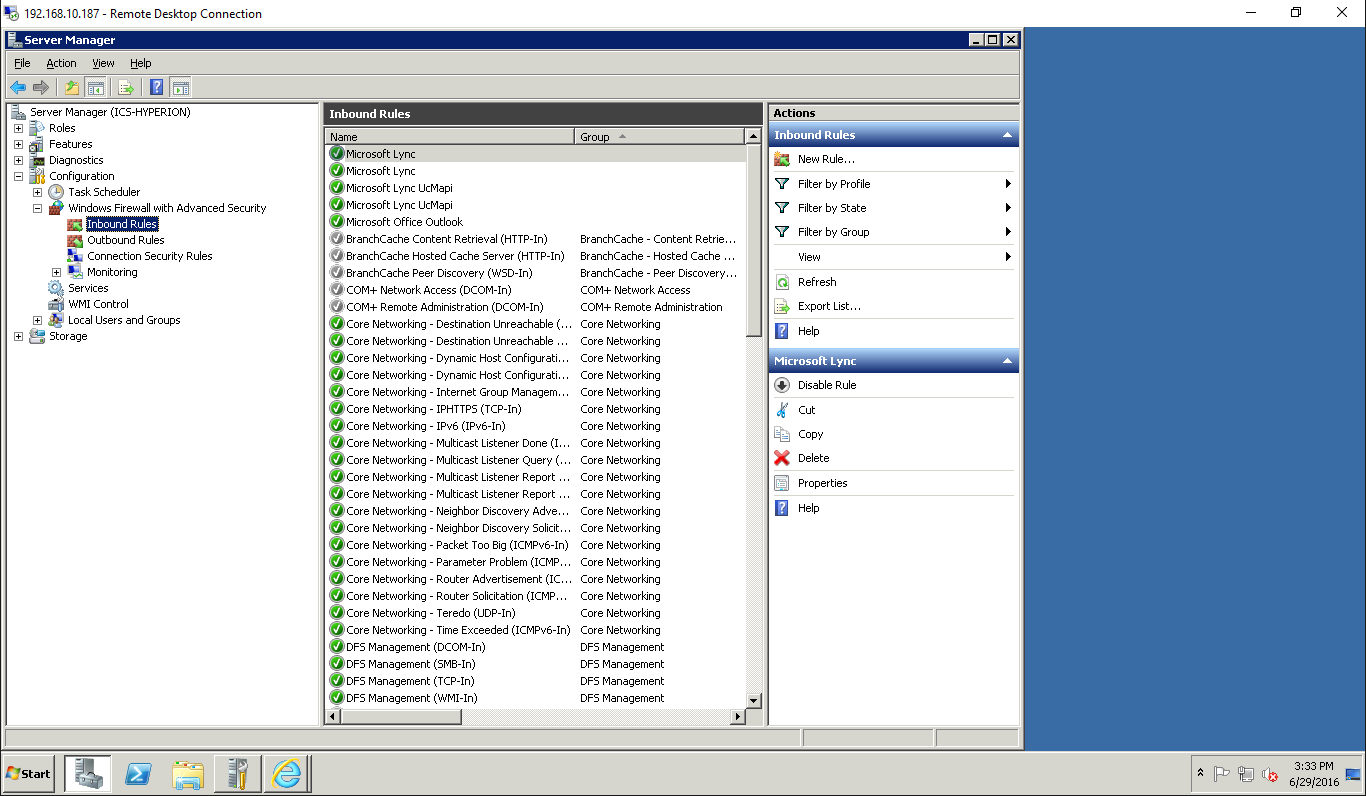 192.168.10.187 - Remote Desktop Connection
Server Manager
File Action View Help
Server Manager (ICS-HYPERION)
Roles
Features
Diagnostics
Configuration
Task Scheduler
Windows Firewall with Advanced Security
Inbound Rules
Outbound Rules
Connection Security Rules
Monitoring
Services
WMI Control
Local Users and Groups
Storage
Inbound Rules
Name Group
Microsoft Lync
Microsoft Lync
Microsoft Lync UcMapi
Microsoft Lync UcMapi
Microsoft Office Outlook
BranchCache Content Retrieval (HTTP-In) BranchCache - Content Retrie...
BranchCache Hosted Cache Server (HTTP-In) BranchCache - Hosted Cache ...
BranchCache Peer Discovery (WSD-In) BranchCache - Peer Discovery...
COM+ Network Access (DCOM-In) COM+ Network Access
COM+ Remote Administration (DCOM-In) COM+ Remote Administration
Core Networking - Destination Unreachable (... Core Networking
Core Networking - Destination Unreachable ... Core Networking
Core Networking - Dynamic Host Configurati... Core Networking
Core Networking - Dynamic Host Configurati... Core Networking
Core Networking - Internet Group Managem... Core Networking
Core Networking - IPHTTPS (TCP-In) Core Networking
Core Networking - IPv6 (IPv6-In) Core Networking
Core Networking - Multicast Listener Done (I... Core Networking
Core Networking - Multicast Listener Query (... Core Networking
Core Networking - Multicast Listener Report ... Core Networking
Core Networking - Multicast Listener Report ... Core Networking
Core Networking - Neighbor Discovery Adve... Core Networking
Core Networking - Neighbor Discovery Solicit... Core Networking
Core Networking - Packet Too Big (ICMPv6-In) Core Networking
Core Networking - Parameter Problem (ICMP... Core Networking
Core Networking - Router Advertisement (IC... Core Networking
Core Networking - Router Solicitation (ICMP... Core Networking
Core Networking - Teredo (UDP-In) Core Networking
Core Networking - Time Exceeded (ICMPv6-In) Core Networking
DFS Management (DCOM-In) DFS Management
DFS Management (SMB-In) DFS Management
DFS Management (TCP-In) DFS Management
DFS Management (WMI-In) DFS Management
Actions
Inbound Rules
New Rule...
Filter by Profile
Filter by State
Filter by Group
View
Refresh
Export List...
Help
Microsoft Lync
Disable Rule
Cut
Copy
Delete
Properties
Help
Start
3:33 PM
6/29/2016